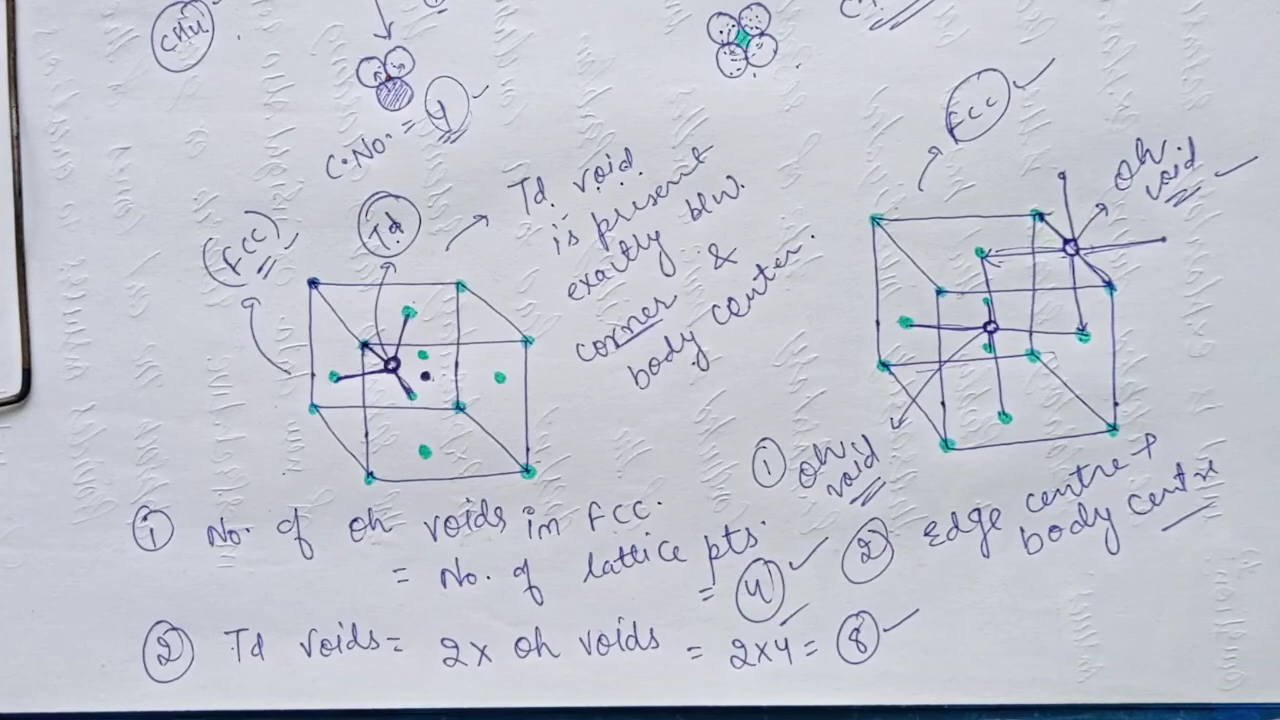 C.No. = 4
(FCC)
Td
Td. void
is present
exactly b/w.
corner &
body center.
FCC
Oh.
void
① Oh
void
② Edge centre +
body centre
① No. of oh voids in FCC.
= No. of lattice pts.
= 4
② Td voids = 2 x oh voids = 2x4 = 8